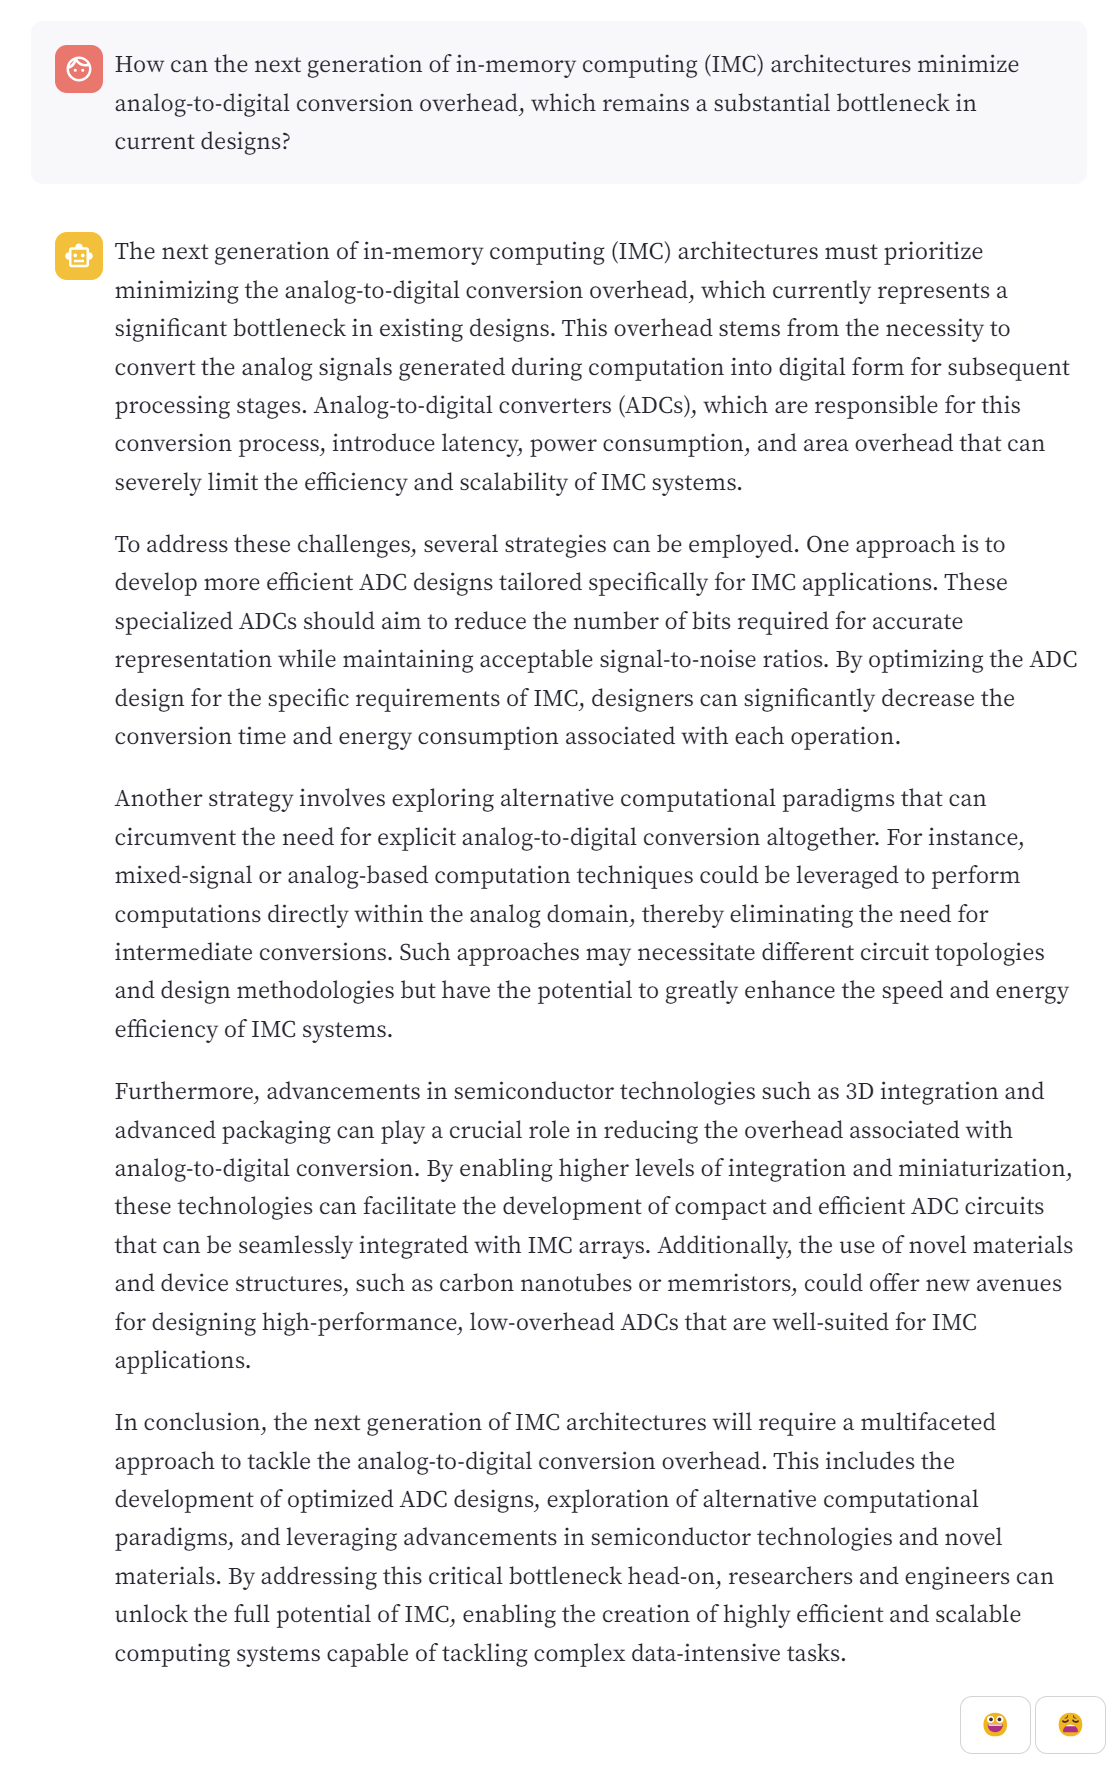 How can the next generation of in-memory computing (IMC) architectures minimize
analog-to-digital conversion overhead, which remains a substantial bottleneck in
current designs?
The next generation of in-memory computing (IMC) architectures must prioritize
minimizing the analog-to-digital conversion overhead, which currently represents a
significant bottleneck in existing designs. This overhead stems from the necessity to
convert the analog signals generated during computation into digital form for subsequent
processing stages. Analog-to-digital converters (ADCs), which are responsible for this
conversion process, introduce latency, power consumption, and area overhead that can
severely limit the efficiency and scalability of IMC systems.
To address these challenges, several strategies can be employed. One approach is to
develop more efficient ADC designs tailored specifically for IMC applications. These
specialized ADCs should aim to reduce the number of bits required for accurate
representation while maintaining acceptable signal-to-noise ratios. By optimizing the ADC
design for the specific requirements of IMC, designers can significantly decrease the
conversion time and energy consumption associated with each operation.
Another strategy involves exploring alternative computational paradigms that can
circumvent the need for explicit analog-to-digital conversion altogether. For instance,
mixed-signal or analog-based computation techniques could be leveraged to perform
computations directly within the analog domain, thereby eliminating the need for
intermediate conversions. Such approaches may necessitate different circuit topologies
and design methodologies but have the potential to greatly enhance the speed and energy
efficiency of IMC systems.
Furthermore, advancements in semiconductor technologies such as 3D integration and
advanced packaging can play a crucial role in reducing the overhead associated with
analog-to-digital conversion. By enabling higher levels of integration and miniaturization,
these technologies can facilitate the development of compact and efficient ADC circuits
that can be seamlessly integrated with IMC arrays. Additionally, the use of novel materials
and device structures, such as carbon nanotubes or memristors, could offer new avenues
for designing high-performance, low-overhead ADCs that are well-suited for IMC
applications.
In conclusion, the next generation of IMC architectures will require a multifaceted
approach to tackle the analog-to-digital conversion overhead. This includes the
development of optimized ADC designs, exploration of alternative computational
paradigms, and leveraging advancements in semiconductor technologies and novel
materials. By addressing this critical bottleneck head-on, researchers and engineers can
unlock the full potential of IMC, enabling the creation of highly efficient and scalable
computing systems capable of tackling complex data-intensive tasks.